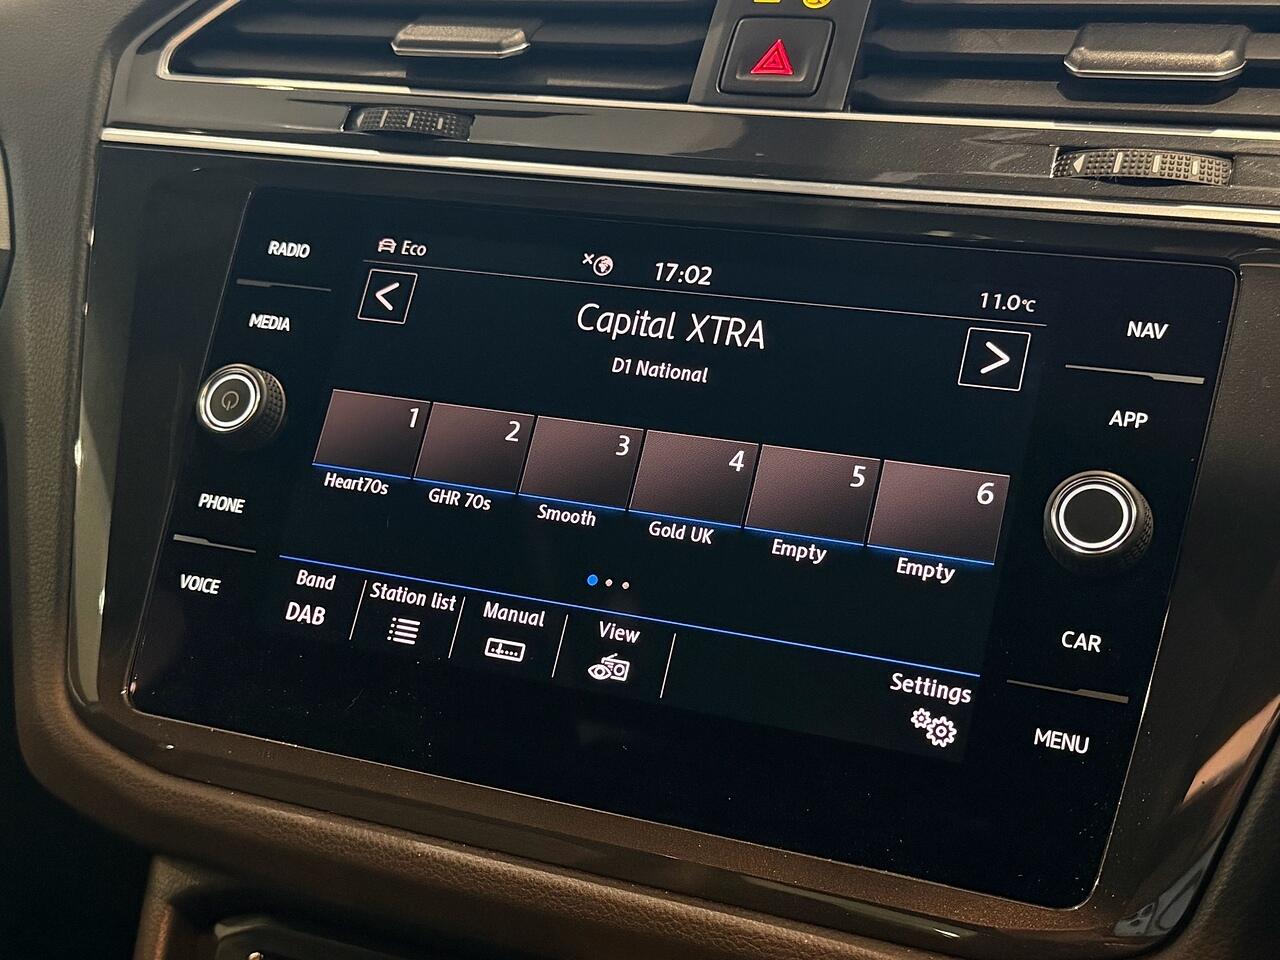 RADIO
MEDIA
PHONE
VOICE
Eco
17:02
11.0°C
Capital XTRA
D1 National
1
2
3
4
5
6
Heart70s
GHR 70s
Smooth
Gold UK
Empty
Empty
Band
DAB
Station list
Manual
View
Settings
NAV
APP
CAR
MENU